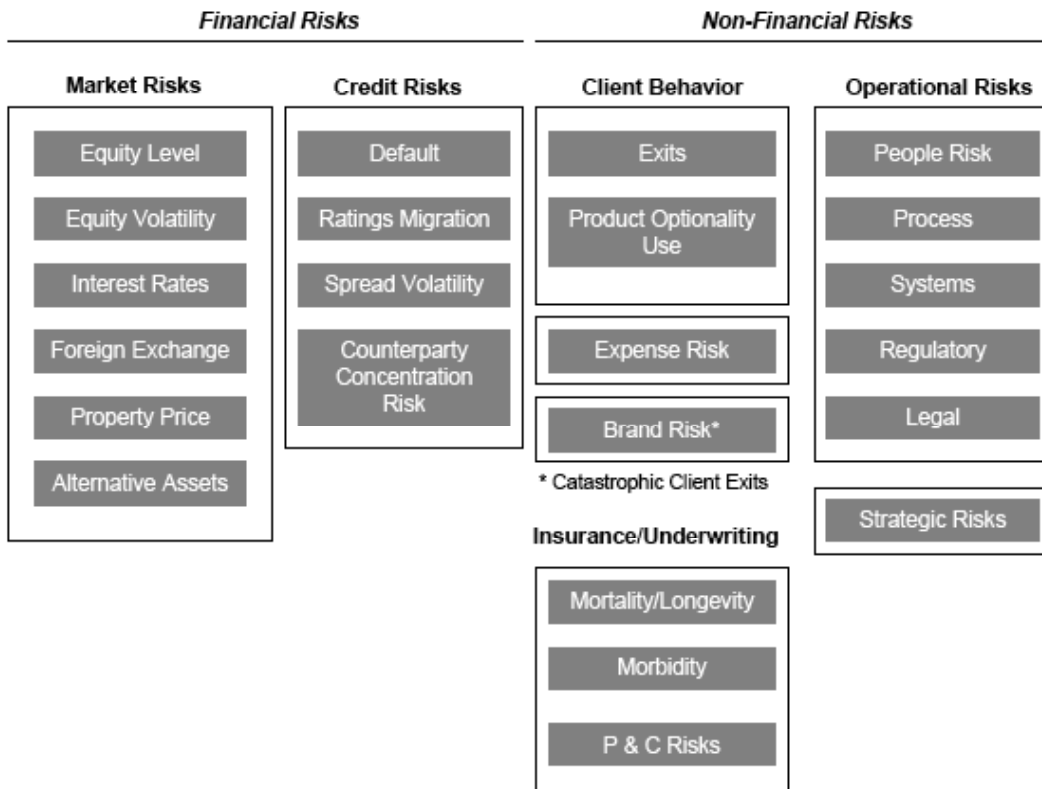 Financial Risks
Non-Financial Risks
Market Risks
Equity Level
Equity Volatility
Interest Rates
Foreign Exchange
Property Price
Alternative Assets
Credit Risks
Default
Ratings Migration
Spread Volatility
Counterparty
Concentration
Risk
Client Behavior
Exits
Product Optionality
Use
Expense Risk
Brand Risk*
* Catastrophic Client Exits
Insurance/Underwriting
Mortality/Longevity
Morbidity
P & C Risks
Operational Risks
People Risk
Process
Systems
Regulatory
Legal
Strategic Risks